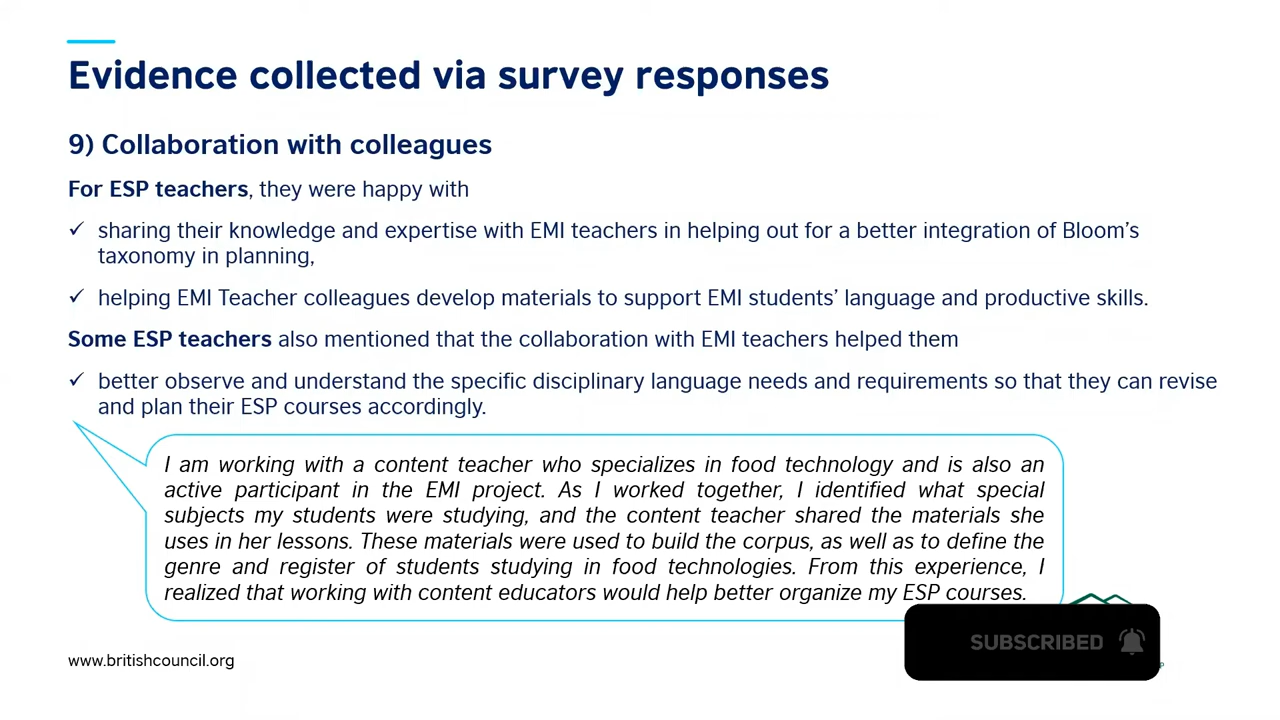 Evidence collected via survey responses
9) Collaboration with colleagues
For ESP teachers, they were happy with
✓ sharing their knowledge and expertise with EMI teachers in helping out for a better integration of Bloom’s
taxonomy in planning,
✓ helping EMI Teacher colleagues develop materials to support EMI students’ language and productive skills.
Some ESP teachers also mentioned that the collaboration with EMI teachers helped them
✓ better observe and understand the specific disciplinary language needs and requirements so that they can revise
and plan their ESP courses accordingly.
I am working with a content teacher who specializes in food technology and is also an
active participant in the EMI project. As I worked together, I identified what special
subjects my students were studying, and the content teacher shared the materials she
uses in her lessons. These materials were used to build the corpus, as well as to define the
genre and register of students studying in food technologies. From this experience, I
realized that working with content educators would help better organize my ESP courses.
SUBSCRIBED
www.britishcouncil.org